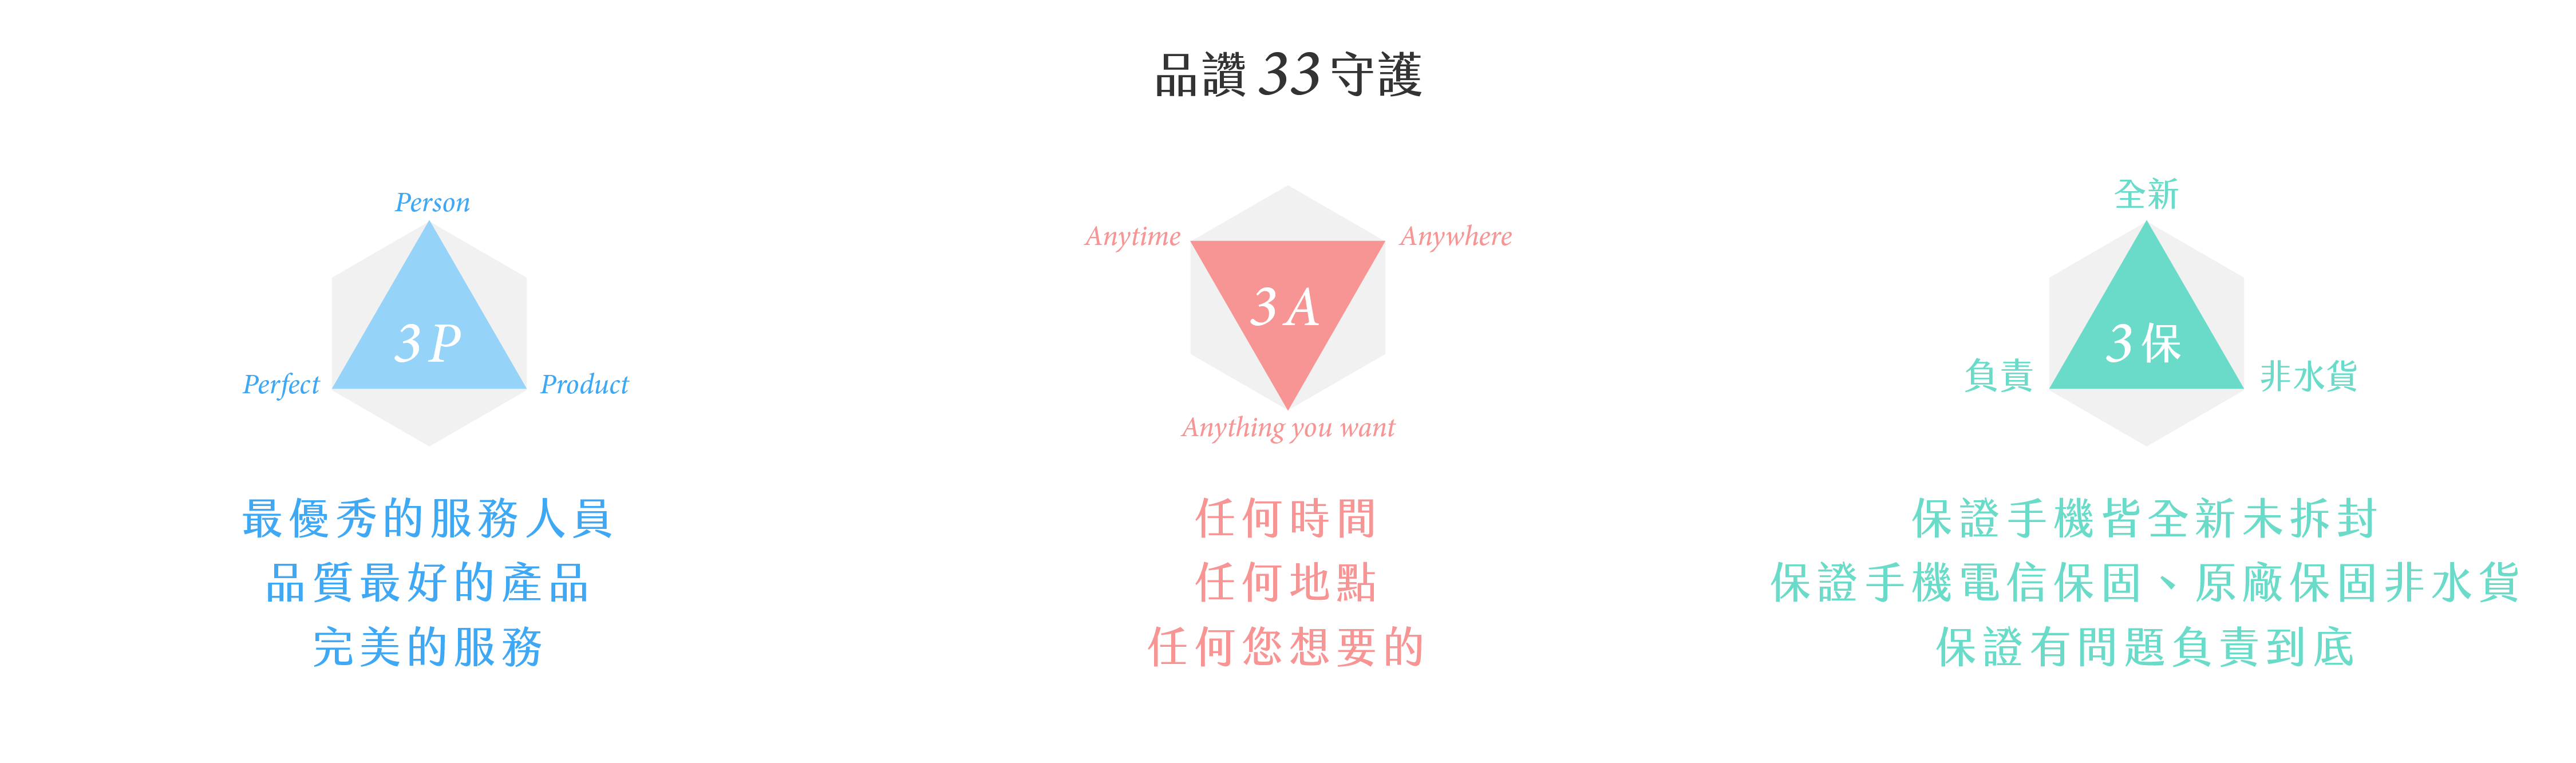 品讚33守護
Person
3P
Perfect
Product
最優秀的服務人員
品質最好的產品
完美的服務
Anytime
Anywhere
3A
Anything you want
任何時間
任何地點
任何您想要的
全新
3保
負責
非水貨
保證手機皆全新未拆封
保證手機電信保固、原廠保固非水貨
保證有問題負責到底